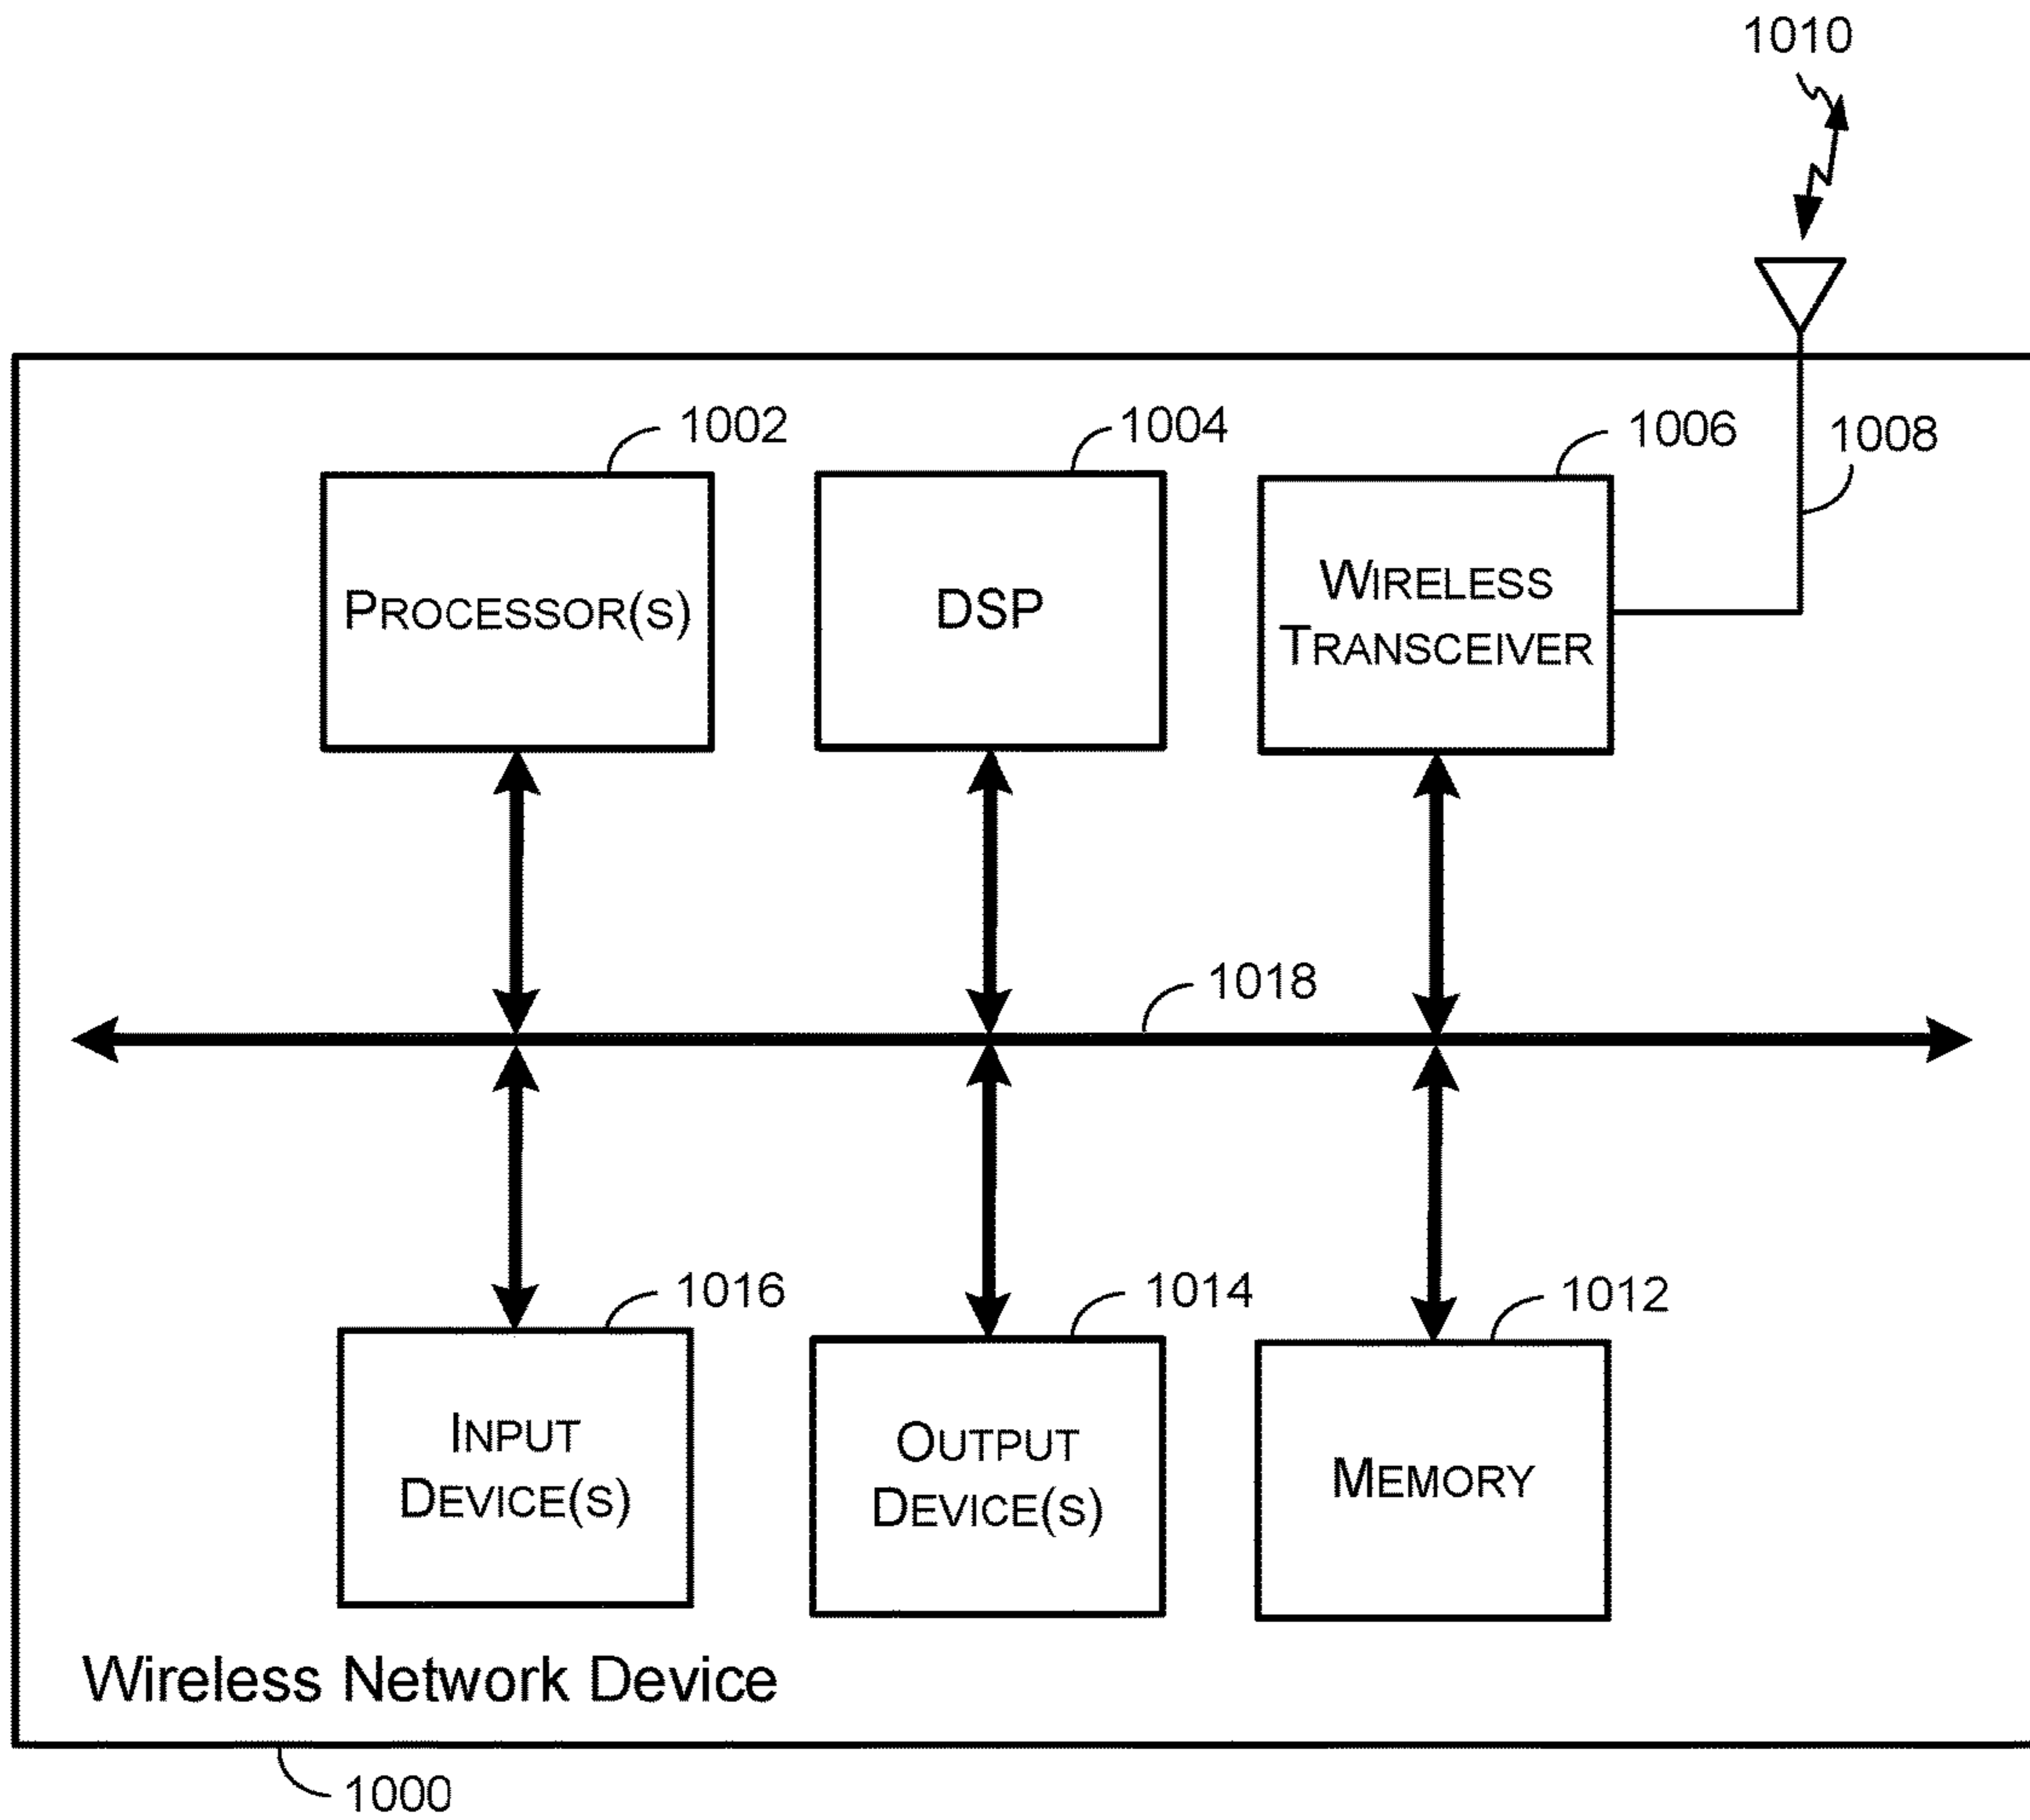 1010
1002
1004
1006
1008
PROCESSOR(S)
DSP
WIRELESS
TRANSCEIVER
1018
1016
1014
1012
INPUT
DEVICE(S)
OUTPUT
DEVICE(S)
MEMORY
Wireless Network Device
1000